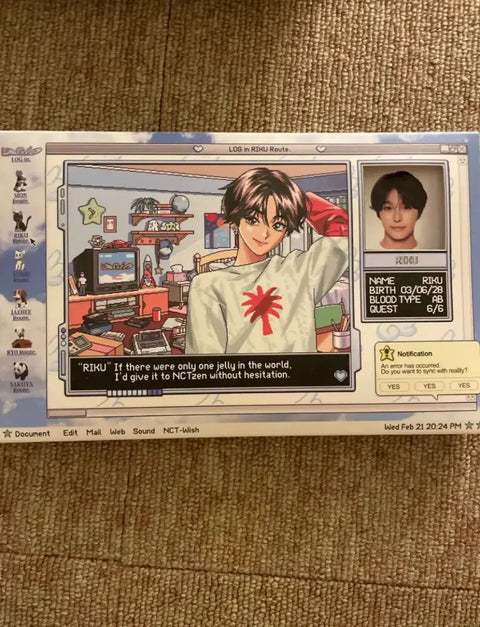 LOG in RIKU Route.
LOG in.
SION
Route.
RIKU
Route.
Route.
JAEHEE
Route.
RYO Route.
SAKUYA
Route.
RIKU
NAME RIKU
BIRTH 03/06/28
BLOOD TYPE AB
QUEST 6/6
Notification
An error has occurred.
Do you want to sync with reality?
YES YES YES
"RIKU" If there were only one jelly in the world,
I'd give it to NCTzen without hesitation.
Document Edit Mail Web Sound NCT-Wish
Wed Feb 21 20:24 PM